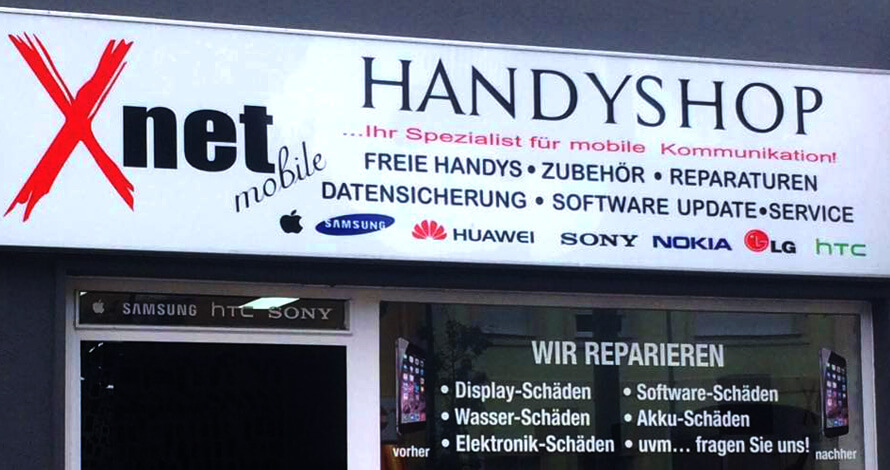 Xnet
mobile
HANDYSHOP
...Ihr Spezialist für mobile Kommunikation!
FREIE HANDYS • ZUBEHÖR • REPARATUREN
DATENSICHERUNG • SOFTWARE UPDATE • SERVICE
SAMSUNG HUAWEI SONY NOKIA LG hTC
SAMSUNG hTC SONY
WIR REPARIEREN
• Display-Schäden • Software-Schäden
• Wasser-Schäden • Akku-Schäden
• Elektronik-Schäden • uvm... fragen Sie uns!
vorher nachher